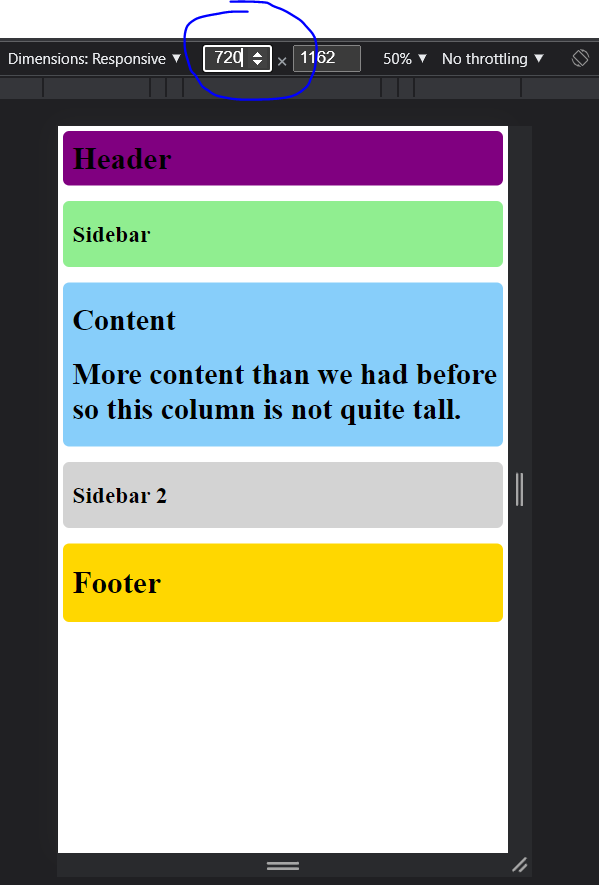 Dimensions: Responsive ▼ 720 × 1162 50% ▼ No throttling ▼
Header
Sidebar
Content
More content than we had before
so this column is not quite tall.
Sidebar 2
Footer